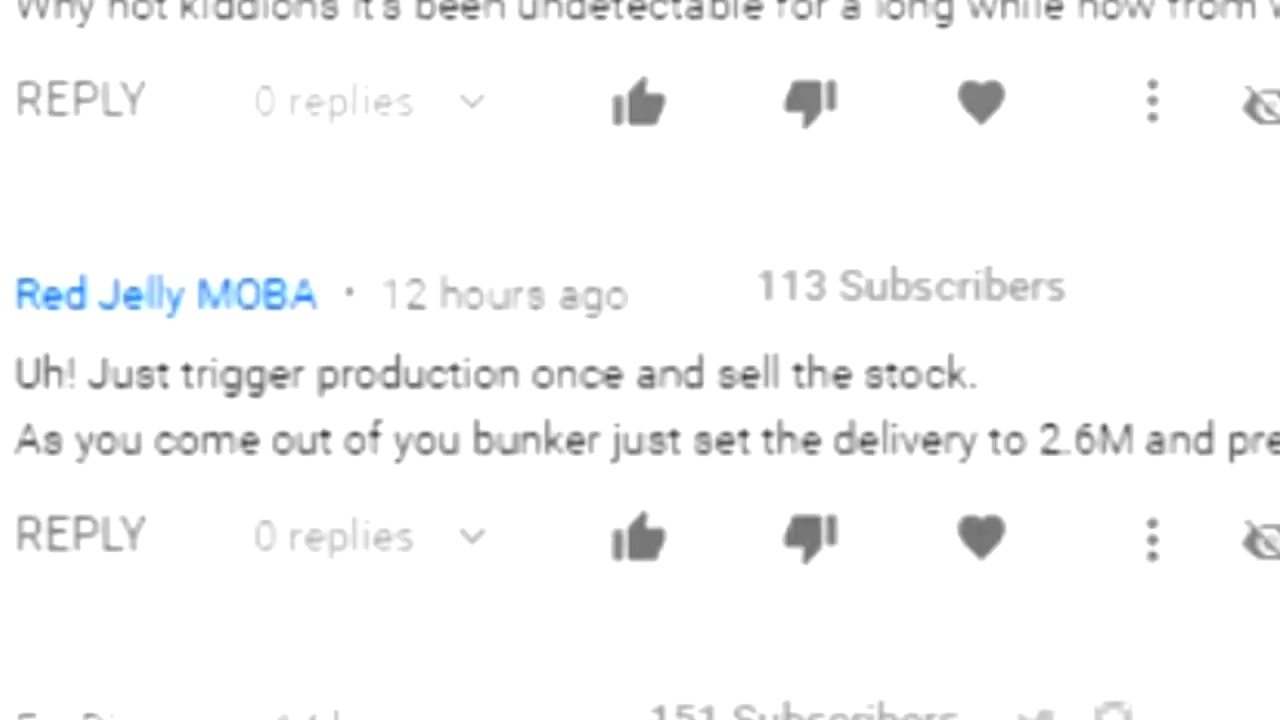 Why not kiddions it's been undetectable for a long while now from
REPLY 0 replies
Red Jelly MOBA · 12 hours ago 113 Subscribers
Uh! Just trigger production once and sell the stock.
As you come out of you bunker just set the delivery to 2.6M and pre
REPLY 0 replies
151 Subscribers